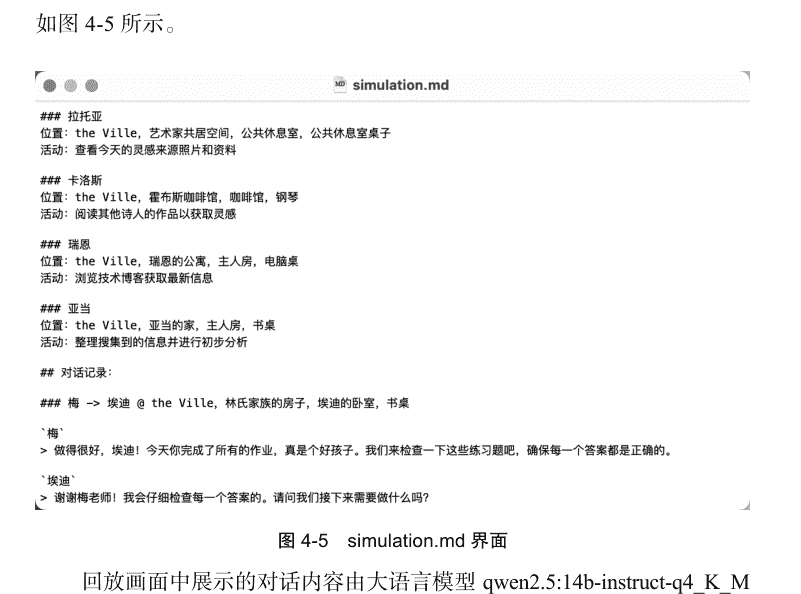 如图 4-5 所示。
MD simulation.md
### 拉托亚
位置：the Ville，艺术家共居空间，公共休息室，公共休息室桌子
活动：查看今天的灵感来源照片和资料
### 卡洛斯
位置：the Ville，霍布斯咖啡馆，咖啡馆，钢琴
活动：阅读其他诗人的作品以获取灵感
### 瑞恩
位置：the Ville，瑞恩的公寓，主人房，电脑桌
活动：浏览技术博客获取最新信息
### 亚当
位置：the Ville，亚当的家，主人房，书桌
活动：整理搜集到的信息并进行初步分析
## 对话记录：
### 梅 -> 埃迪 @ the Ville，林氏家族的房子，埃迪的卧室，书桌
`梅`
> 做得很好，埃迪！今天你完成了所有的作业，真是个好孩子。我们来检查一下这些练习题吧，确保每一个答案都是正确的。
`埃迪`
> 谢谢梅老师！我会仔细检查每一个答案的。请问我们接下来需要做什么吗？
图 4-5 simulation.md 界面
回放画面中展示的对话内容由大语言模型 qwen2.5:14b-instruct-q4_K_M